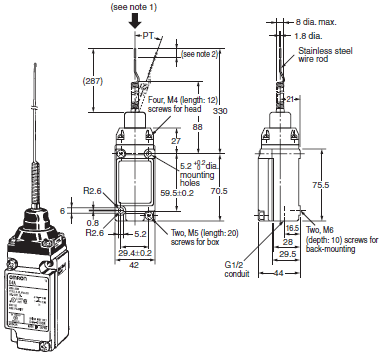 (see note 1)
8 dia. max.
1.8 dia.
PT
(see note 2)
Stainless steel
wire rod
(287)
21
Four, M4 (length: 12)
screws for head
330
88
27
5.2 +0.2 0 dia.
mounting
holes
59.5±0.2
70.5
75.5
R2.6
6
0.8
R2.6
5.2
Two, M5 (length: 20)
screws for box
29.4±0.2
42
16.5
28
29.5
44
G1/2
conduit
Two, M6
(depth: 10) screws for
back-mounting
omron